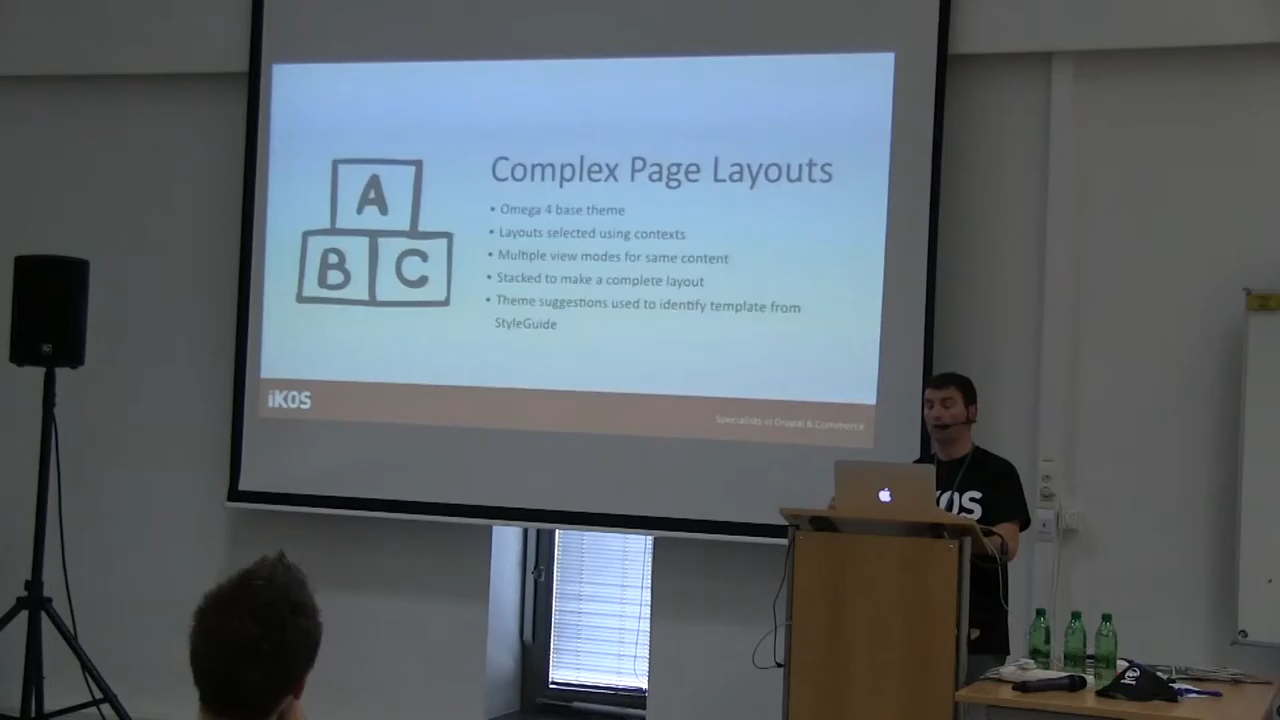 A
B C
Complex Page Layouts
• Omega 4 base theme
• Layouts selected using contexts
• Multiple view modes for same content
• Stacked to make a complete layout
• Theme suggestions used to identify template from
StyleGuide
iKOS
Specialists in Drupal & Commerce
KOS